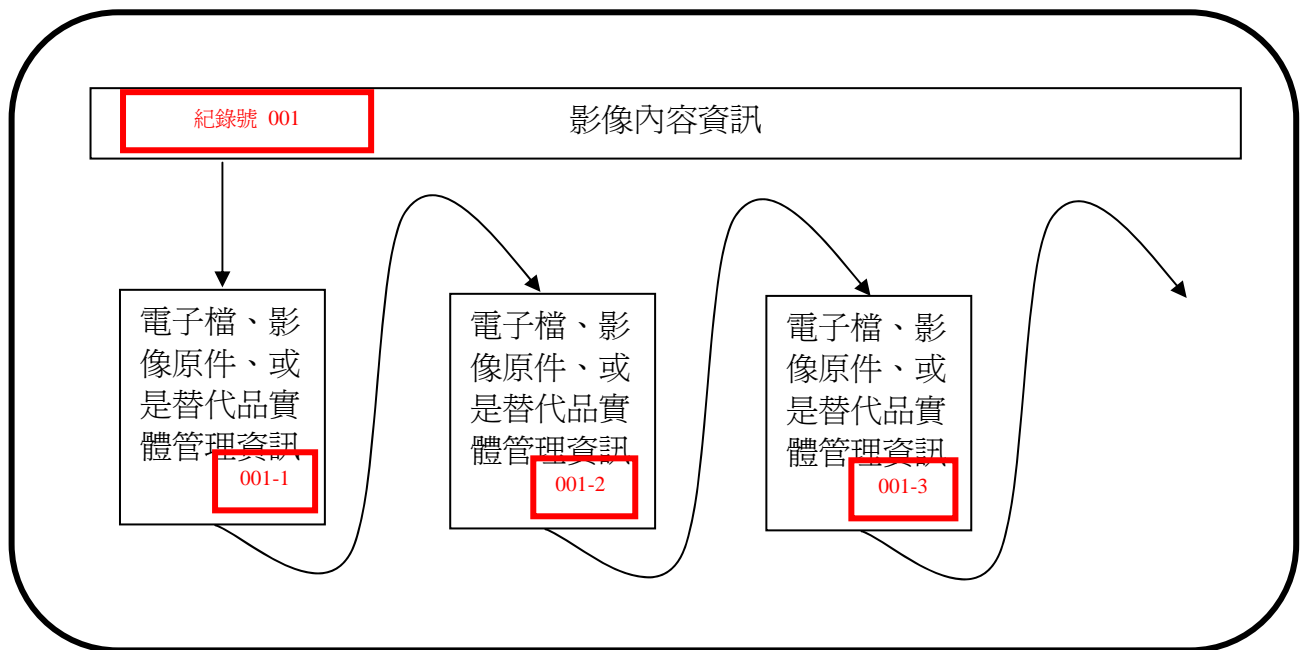 紀錄號 001
影像內容資訊
電子檔、影
像原件、或
是替代品實
體管理資訊
001-1
電子檔、影
像原件、或
是替代品實
體管理資訊
001-2
電子檔、影
像原件、或
是替代品實
體管理資訊
001-3